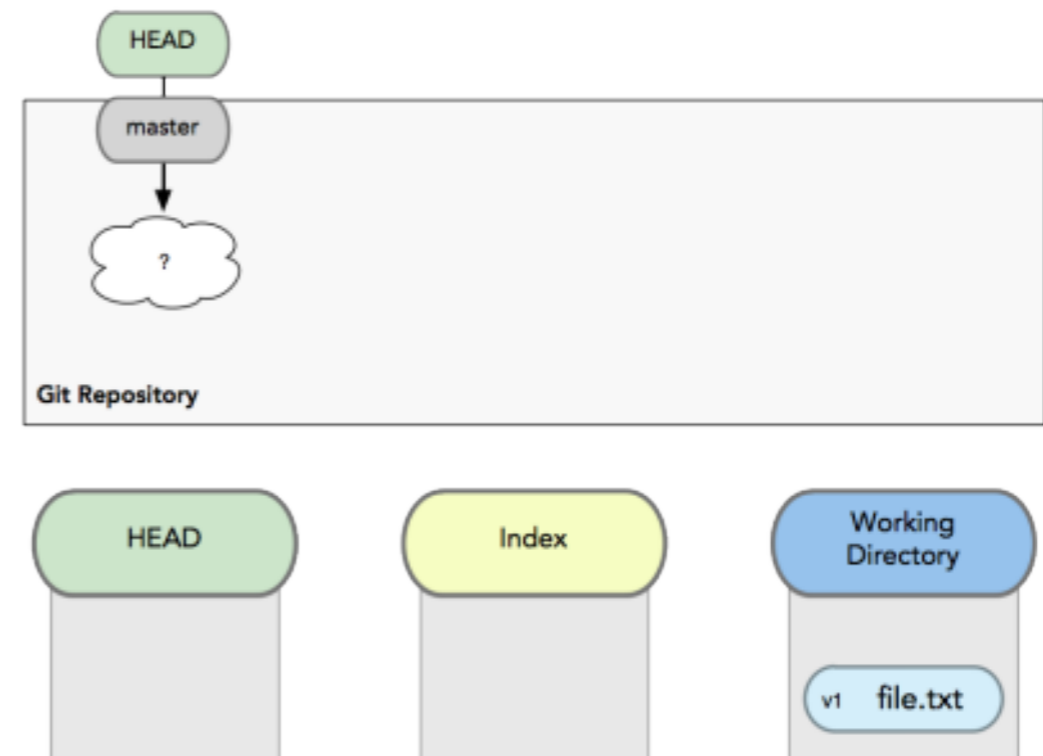 HEAD
master
?
Git Repository
HEAD
Index
Working
Directory
v1 file.txt